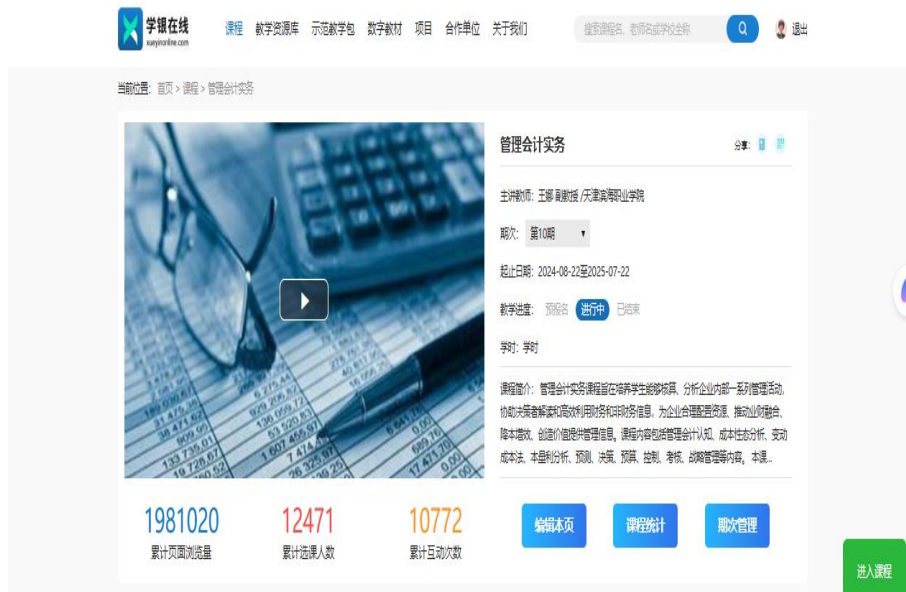 学银在线
xueyinonline.com
课程 教学资源库 示范教学包 数字教材 项目 合作单位 关于我们
搜索课程名、老师名或学校全称
退出
当前位置: 首页 > 课程 > 管理会计实务
管理会计实务
分享:
主讲教师: 王娜 副教授 /天津滨海职业学院
期次: 第10期
起止日期: 2024-08-22至2025-07-22
教学进度: 预报名 进行中 已结束
学时: 学时
课程简介: 管理会计实务课程旨在培养学生能够核算、分析企业内部一系列管理活动,
协助决策者解读和高效利用财务和非财务信息, 为企业合理配置资源、推动业财融合、
降本增效、创造价值提供管理信息。课程内容包括管理会计认知、成本性态分析、变动
成本法、本量利分析、预测、决策、预算、控制、考核、战略管理等内容。 本课...
1981020
累计页面浏览量
12471
累计选课人数
10772
累计互动次数
编辑本页
课程统计
期次管理
进入课程